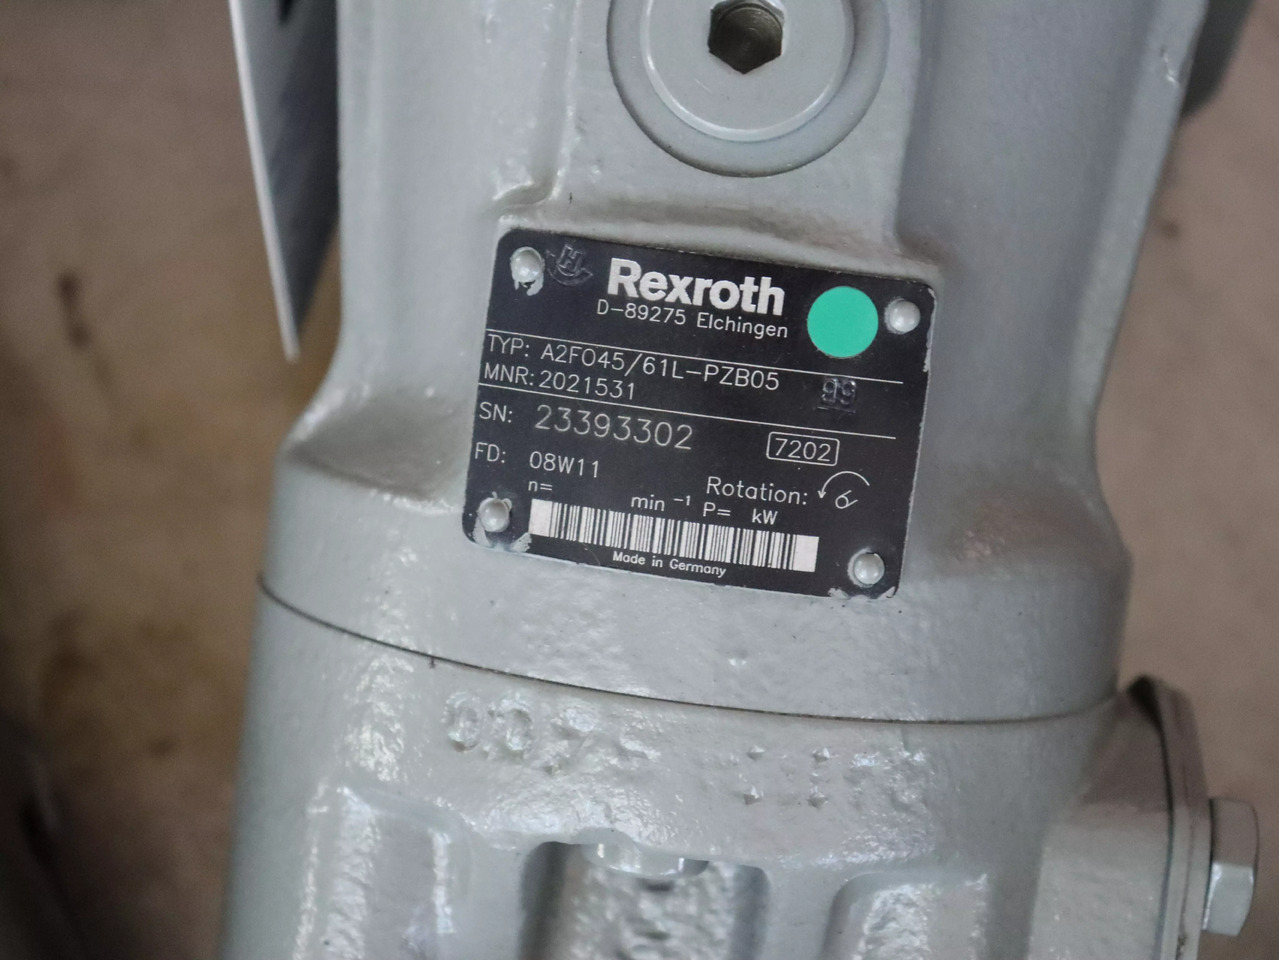 Rexroth
D-89275 Elchingen
TYP: A2FO45/61L-PZB05
MNR: 2021531
SN: 23393302
7202
FD: 08W11
Rotation:
n= min⁻¹ P= kW
Made in Germany